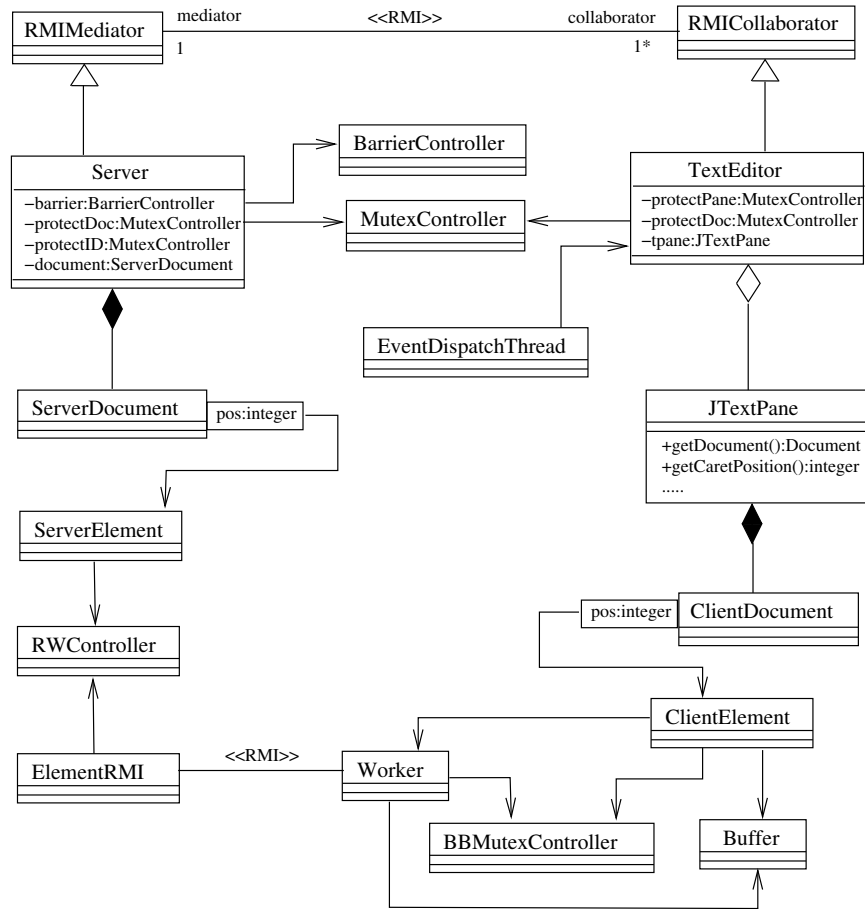 mediator
<<RMI>>
collaborator
RMIMediator
RMICollaborator
1
1*
BarrierController
Server
−barrier:BarrierController
−protectDoc:MutexController
−protectID:MutexController
−document:ServerDocument
TextEditor
−protectPane:MutexController
−protectDoc:MutexController
−tpane:JTextPane
MutexController
EventDispatchThread
ServerDocument
pos:integer
JTextPane
+getDocument():Document
+getCaretPosition():integer
.....
ServerElement
pos:integer
ClientDocument
RWController
ClientElement
ElementRMI
<<RMI>>
Worker
BBMutexController
Buffer